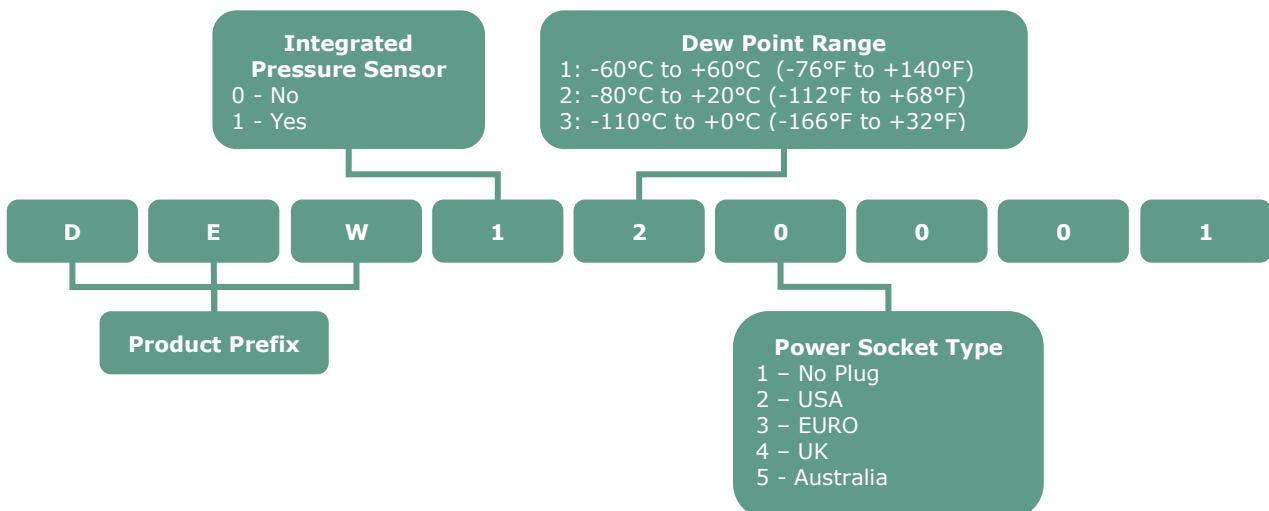 Integrated
Pressure Sensor
0 - No
1 - Yes
Dew Point Range
1: -60°C to +60°C (-76°F to +140°F)
2: -80°C to +20°C (-112°F to +68°F)
3: -110°C to +0°C (-166°F to +32°F)
D E W 1 2 0 0 0 1
Product Prefix
Power Socket Type
1 – No Plug
2 – USA
3 – EURO
4 – UK
5 - Australia